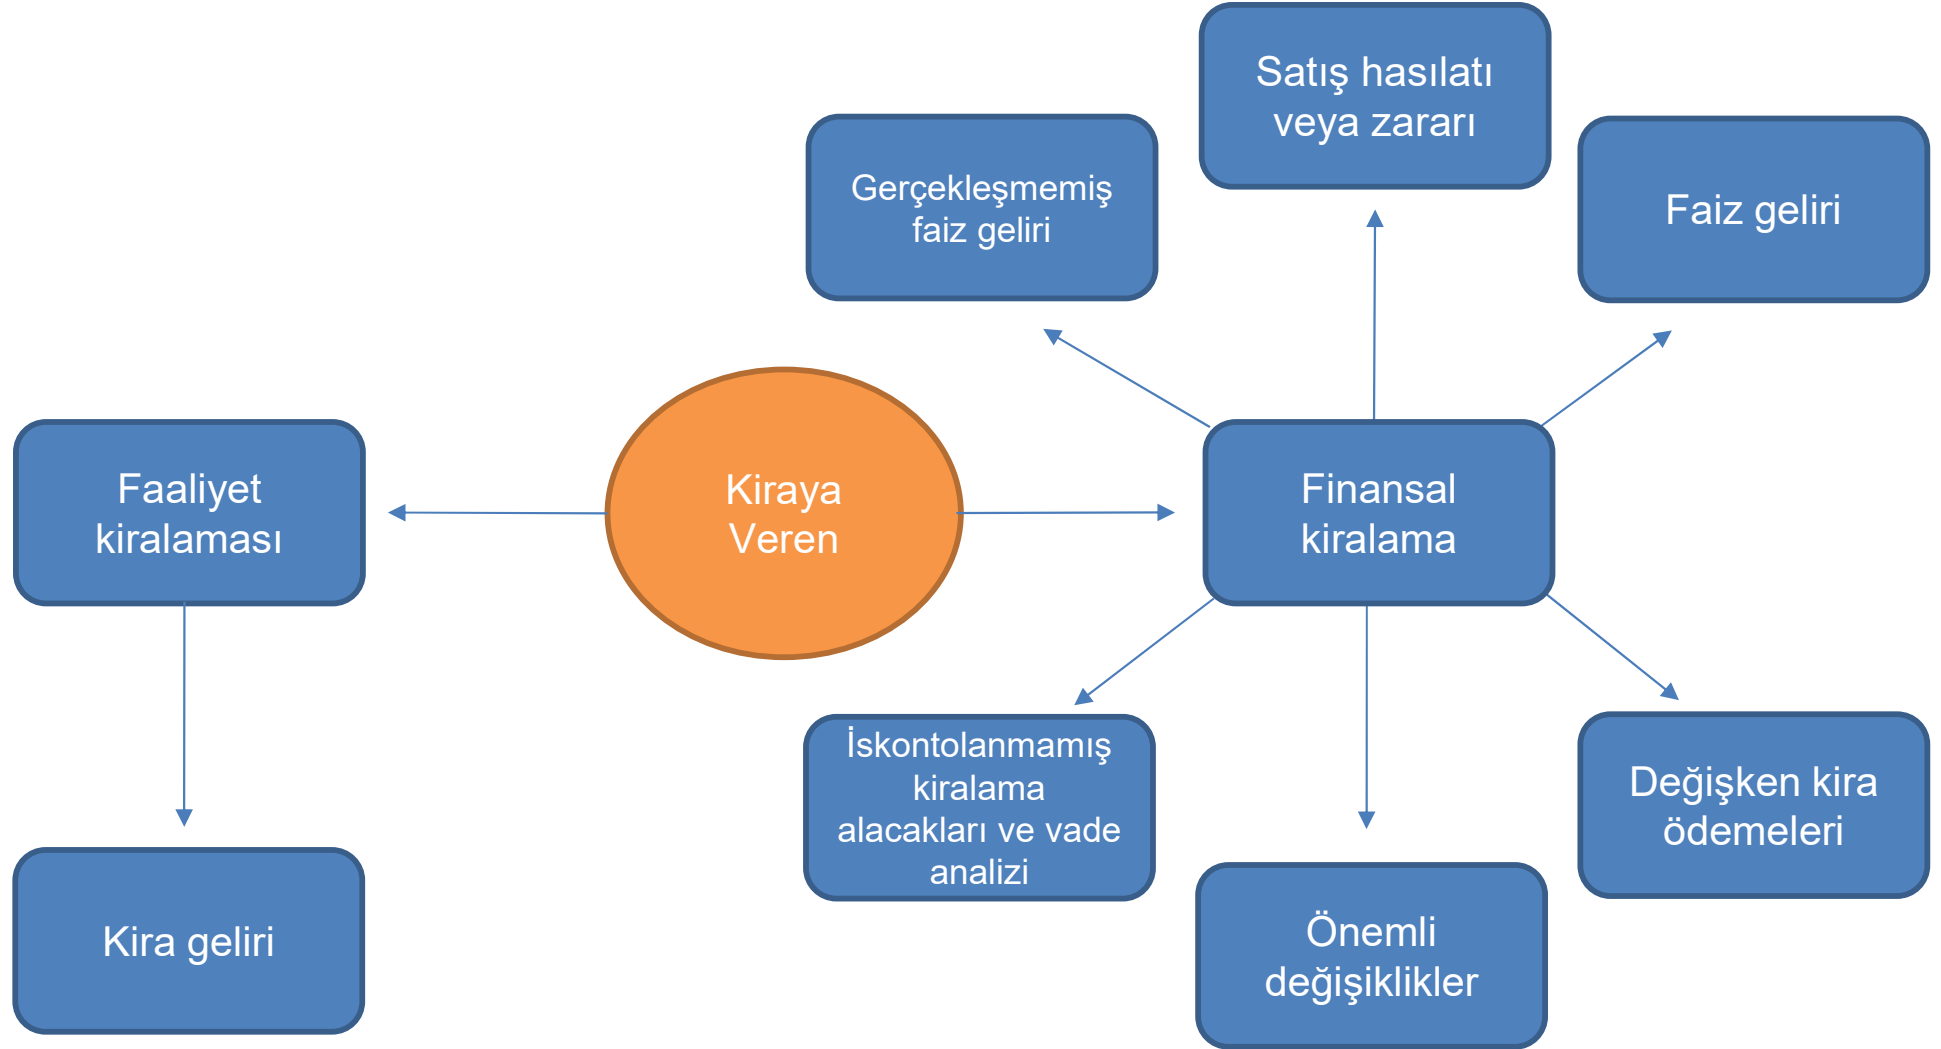 Satış hasılatı
veya zararı
Gerçekleşmemiş
faiz geliri
Faiz geliri
Faaliyet
kiralaması
Kiraya
Veren
Finansal
kiralama
İskontolanmamış
kiralama
alacakları ve vade
analizi
Değişken kira
ödemeleri
Kira geliri
Önemli
değişiklikler